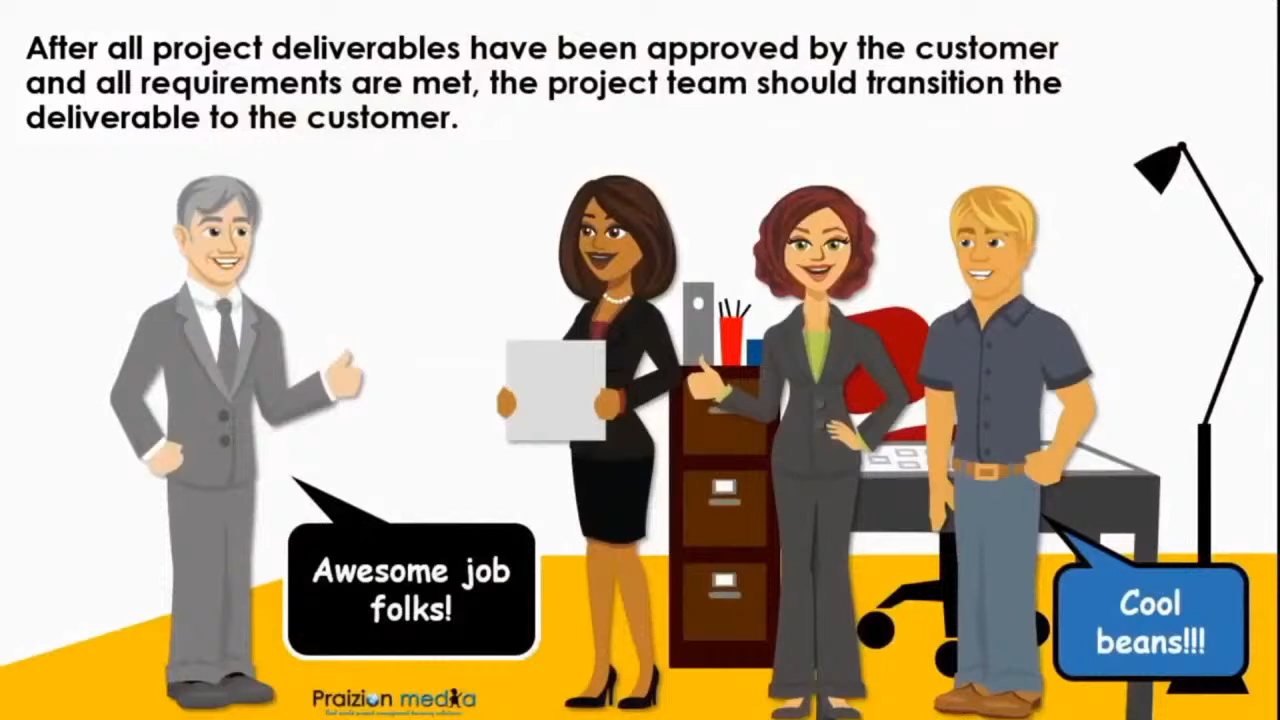 After all project deliverables have been approved by the customer
and all requirements are met, the project team should transition the
deliverable to the customer.
Awesome job
folks!
Cool
beans!!!
Praizion media